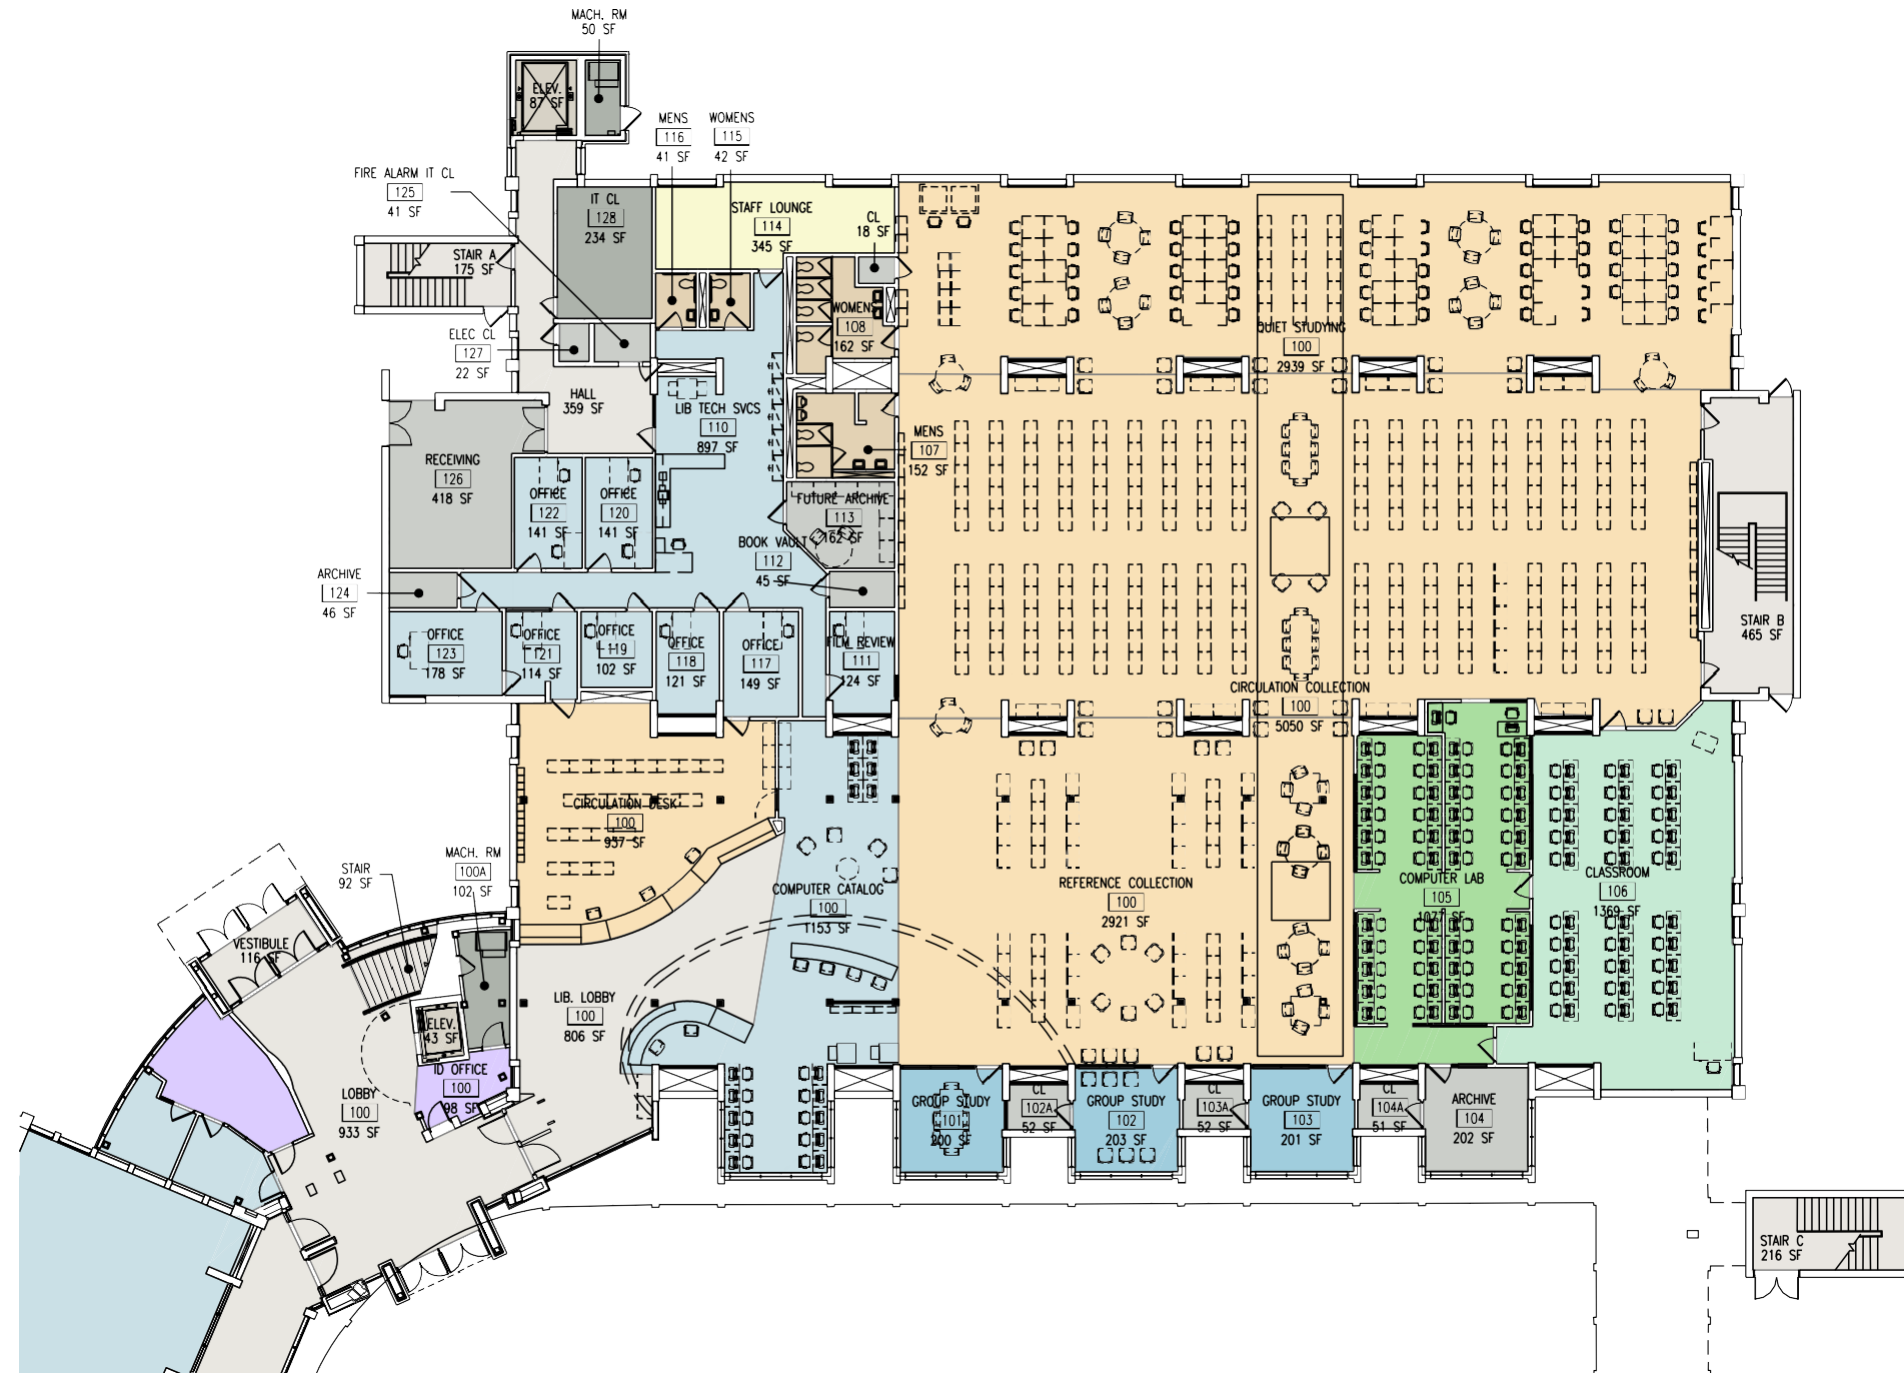 MACH. RM
50 SF
ELEV.
87 SF
MENS
116
41 SF
WOMENS
115
42 SF
FIRE ALARM IT CL
125
41 SF
IT CL
128
234 SF
STAFF LOUNGE
114
345 SF
CL
18 SF
STAIR A
175 SF
WOMENS
108
162 SF
QUIET STUDYING
100
2939 SF
ELEC CL
127
22 SF
HALL
359 SF
LIB TECH SVCS
110
897 SF
MENS
107
152 SF
RECEIVING
126
418 SF
OFFICE
122
141 SF
OFFICE
120
141 SF
FUTURE ARCHIVE
113
162 SF
BOOK VAULT
112
45 SF
ARCHIVE
124
46 SF
OFFICE
123
178 SF
OFFICE
121
114 SF
OFFICE
119
102 SF
OFFICE
118
121 SF
OFFICE
117
149 SF
FILM REVIEW
111
124 SF
STAIR B
465 SF
CIRCULATION COLLECTION
100
5050 SF
CIRCULATION DESK
100
937 SF
STAIR
92 SF
MACH. RM
100A
102 SF
COMPUTER CATALOG
100
1153 SF
REFERENCE COLLECTION
100
2921 SF
COMPUTER LAB
105
CLASSROOM
106
1369 SF
VESTIBULE
116 SF
LIB. LOBBY
100
806 SF
ELEV.
43 SF
ID OFFICE
100
98 SF
LOBBY
100
933 SF
GROUP STUDY
101
200 SF
CL
102A
52 SF
GROUP STUDY
102
203 SF
CL
103A
52 SF
GROUP STUDY
103
201 SF
CL
104A
51 SF
ARCHIVE
104
202 SF
STAIR C
216 SF